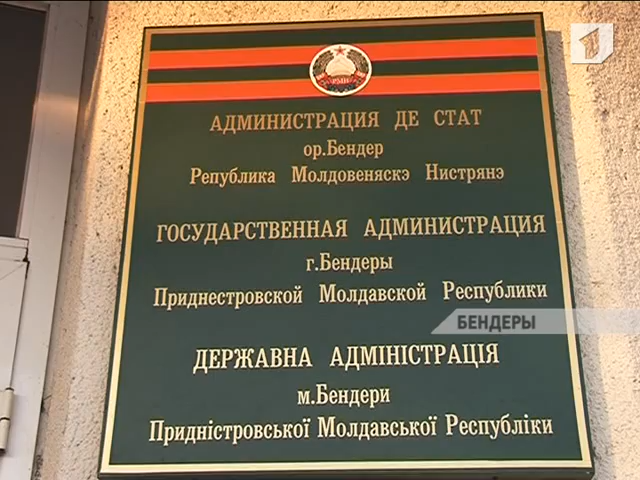 РМН
АДМИНИСТРАЦИЯ ДЕ СТАТ
ор.Бендер
Република Молдовеняскэ Нистрянэ
ГОСУДАРСТВЕННАЯ АДМИНИСТРАЦИЯ
г.Бендеры
Приднестровской Молдавской Республики
БЕНДЕРЫ
ДЕРЖАВНА АДМІНІСТРАЦІЯ
м.Бендери
Придністровської Молдавської Республіки